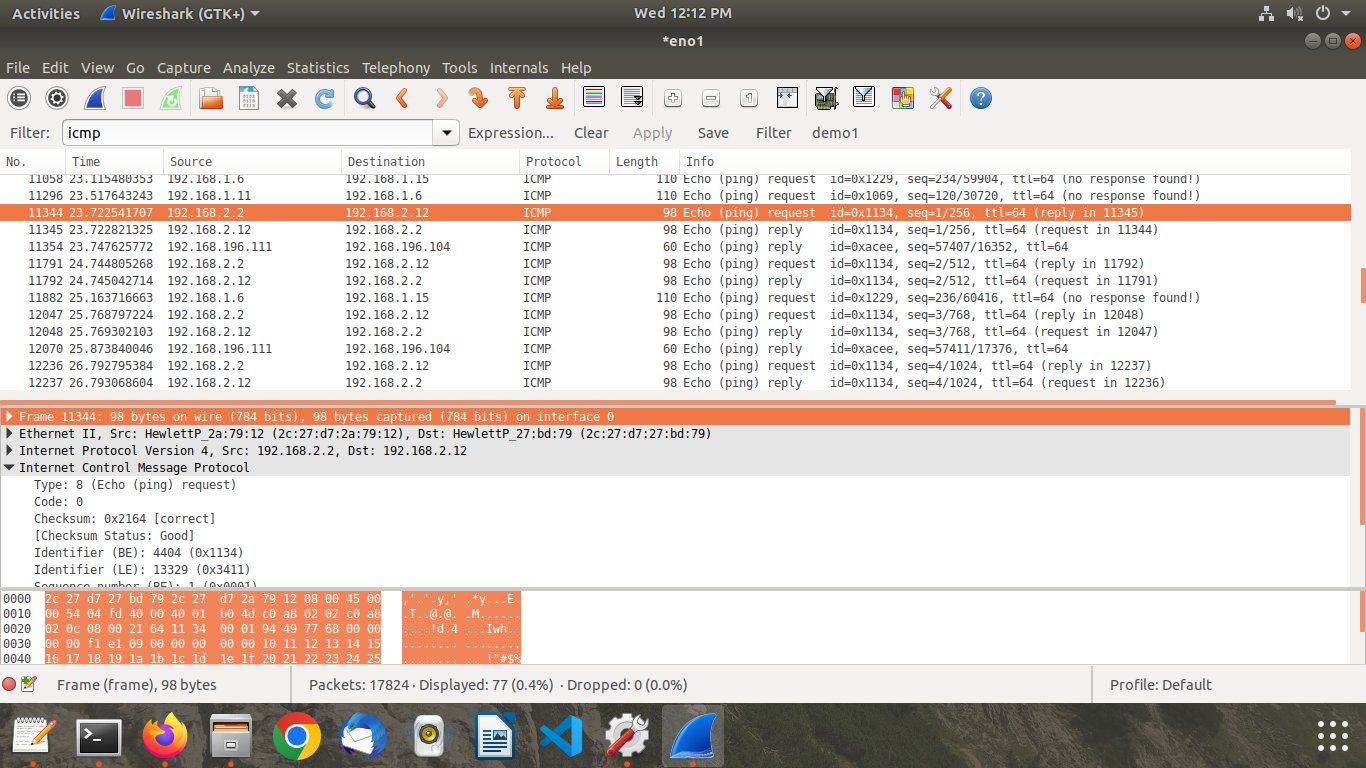 Activities Wireshark (GTK+) Wed 12:12 PM
*eno1
File Edit View Go Capture Analyze Statistics Telephony Tools Internals Help
Filter: icmp Expression... Clear Apply Save Filter demo1
No. Time Source Destination Protocol Length Info
11058 23.115480353 192.168.1.6 192.168.1.15 ICMP 110 Echo (ping) request id=0x1229, seq=234/59904, ttl=64 (no response found!)
11296 23.517643243 192.168.1.11 192.168.1.6 ICMP 110 Echo (ping) request id=0x1069, seq=120/30720, ttl=64 (no response found!)
11344 23.722541707 192.168.2.2 192.168.2.12 ICMP 98 Echo (ping) request id=0x1134, seq=1/256, ttl=64 (reply in 11345)
11345 23.722821325 192.168.2.12 192.168.2.2 ICMP 98 Echo (ping) reply id=0x1134, seq=1/256, ttl=64 (request in 11344)
11354 23.747625772 192.168.196.111 192.168.196.104 ICMP 60 Echo (ping) reply id=0xacee, seq=57407/16352, ttl=64
11791 24.744805268 192.168.2.2 192.168.2.12 ICMP 98 Echo (ping) request id=0x1134, seq=2/512, ttl=64 (reply in 11792)
11792 24.745042714 192.168.2.12 192.168.2.2 ICMP 98 Echo (ping) reply id=0x1134, seq=2/512, ttl=64 (request in 11791)
11882 25.163716663 192.168.1.6 192.168.1.15 ICMP 110 Echo (ping) request id=0x1229, seq=236/60416, ttl=64 (no response found!)
12047 25.768797224 192.168.2.2 192.168.2.12 ICMP 98 Echo (ping) request id=0x1134, seq=3/768, ttl=64 (reply in 12048)
12048 25.769302103 192.168.2.12 192.168.2.2 ICMP 98 Echo (ping) reply id=0x1134, seq=3/768, ttl=64 (request in 12047)
12070 25.873840046 192.168.196.111 192.168.196.104 ICMP 60 Echo (ping) reply id=0xacee, seq=57411/17376, ttl=64
12236 26.792795384 192.168.2.2 192.168.2.12 ICMP 98 Echo (ping) request id=0x1134, seq=4/1024, ttl=64 (reply in 12237)
12237 26.793068604 192.168.2.12 192.168.2.2 ICMP 98 Echo (ping) reply id=0x1134, seq=4/1024, ttl=64 (request in 12236)
Frame 11344: 98 bytes on wire (784 bits), 98 bytes captured (784 bits) on interface 0
Ethernet II, Src: HewlettP_2a:79:12 (2c:27:d7:2a:79:12), Dst: HewlettP_27:bd:79 (2c:27:d7:27:bd:79)
Internet Protocol Version 4, Src: 192.168.2.2, Dst: 192.168.2.12
Internet Control Message Protocol
Type: 8 (Echo (ping) request)
Code: 0
Checksum: 0x2164 [correct]
[Checksum Status: Good]
Identifier (BE): 4404 (0x1134)
Identifier (LE): 13329 (0x3411)
Sequence number (BE): 1 (0x0001)
0000 2c 27 d7 27 bd 79 2c 27 d7 2a 79 12 08 00 45 00 ,'.'.y,' .*y...E.
0010 00 54 04 fd 40 00 40 01 b0 4d c0 a8 02 02 c0 a8 .T..@.@. .M......
0020 02 0c 08 00 21 64 11 34 00 01 94 49 77 68 00 00 ....!d.4 ...Iwh..
0030 00 00 f1 e1 09 00 00 00 00 00 10 11 12 13 14 15 ........ ........
0040 16 17 18 19 1a 1b 1c 1d 1e 1f 20 21 22 23 24 25 ........ .. !"#$%
Frame (frame), 98 bytes Packets: 17824 · Displayed: 77 (0.4%) · Dropped: 0 (0.0%) Profile: Default